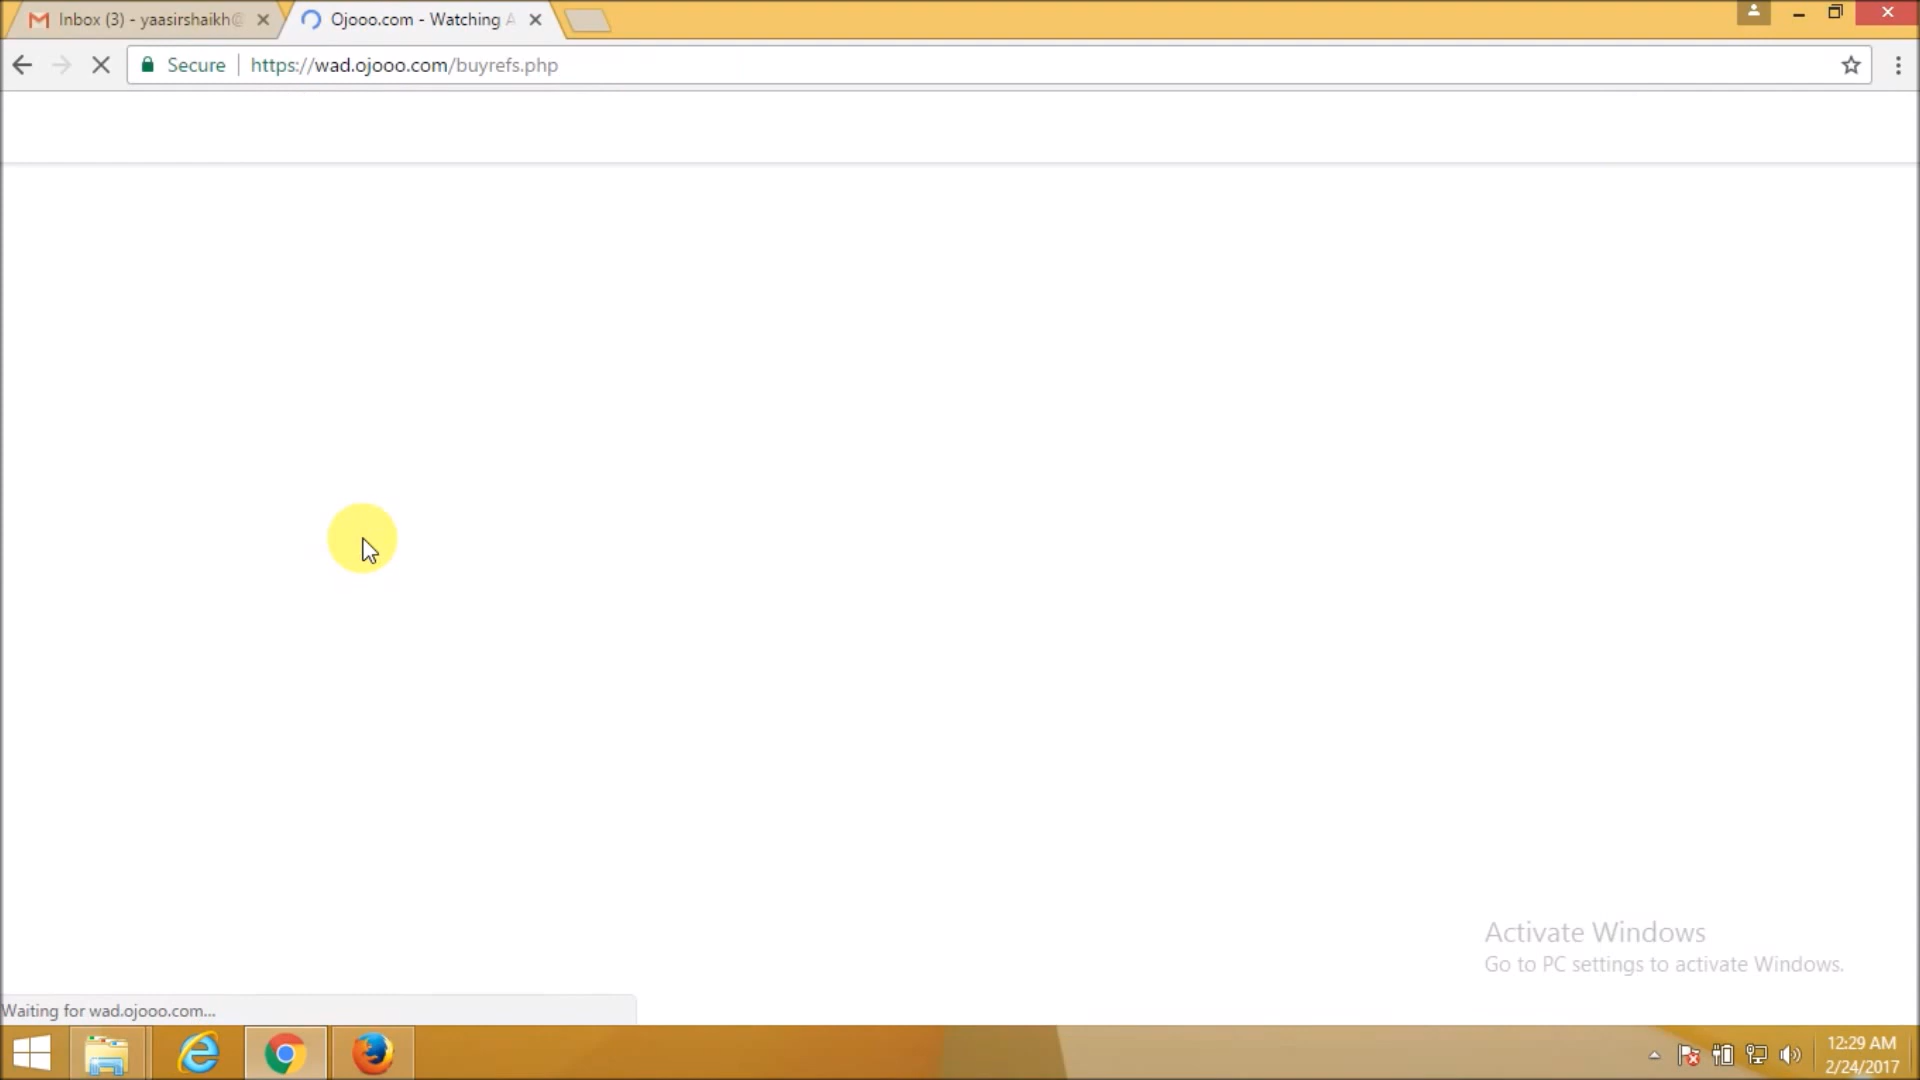 Inbox (3) - yaasirshaikh@
Ojooo.com - Watching A
Secure
https://wad.ojooo.com/buyrefs.php
Activate Windows
Go to PC settings to activate Windows.
Waiting for wad.ojooo.com...
12:29 AM
2/24/2017